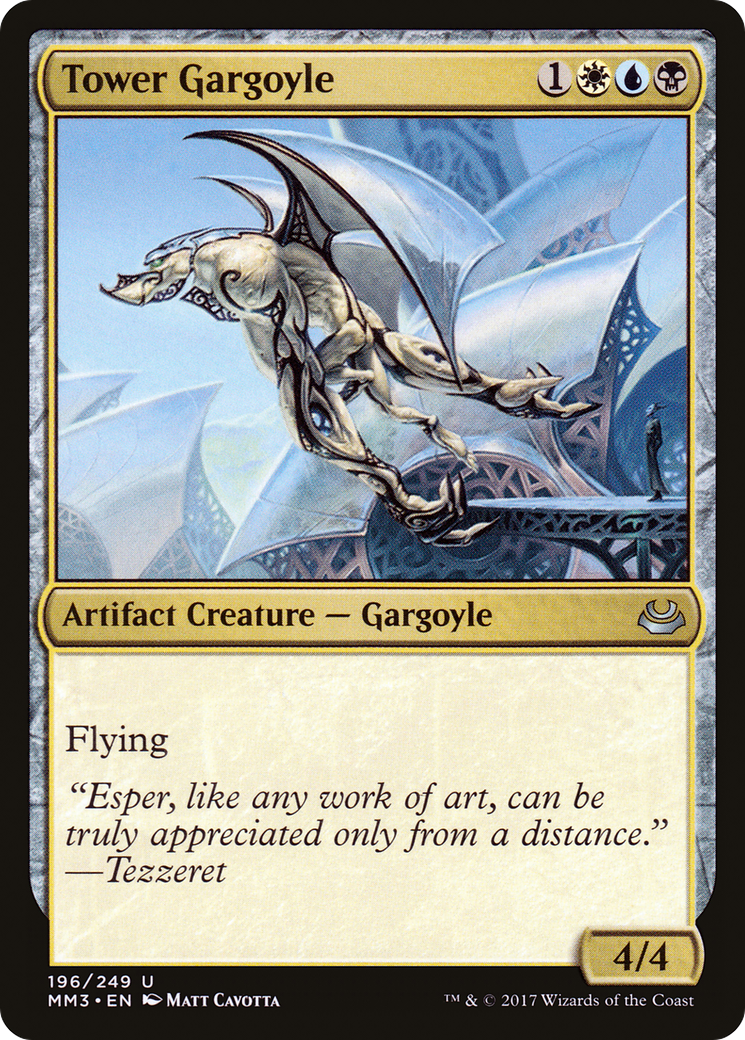 Tower Gargoyle 1
Artifact Creature — Gargoyle
Flying
“Esper, like any work of art, can be
truly appreciated only from a distance.”
—Tezzeret
4/4
196/249 U
MM3 • EN Matt Cavotta
™ & © 2017 Wizards of the Coast